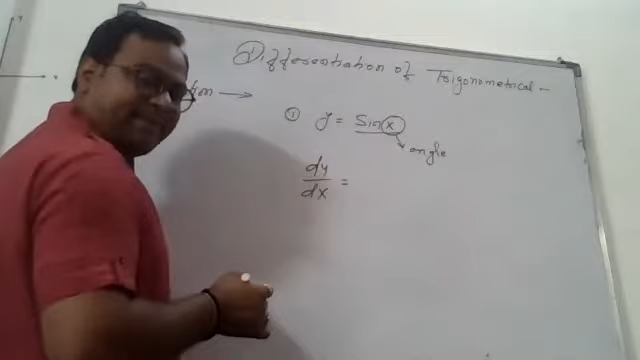 Differentiation of Trigonometrical -
① y = Sin x
angle
dy/dx =